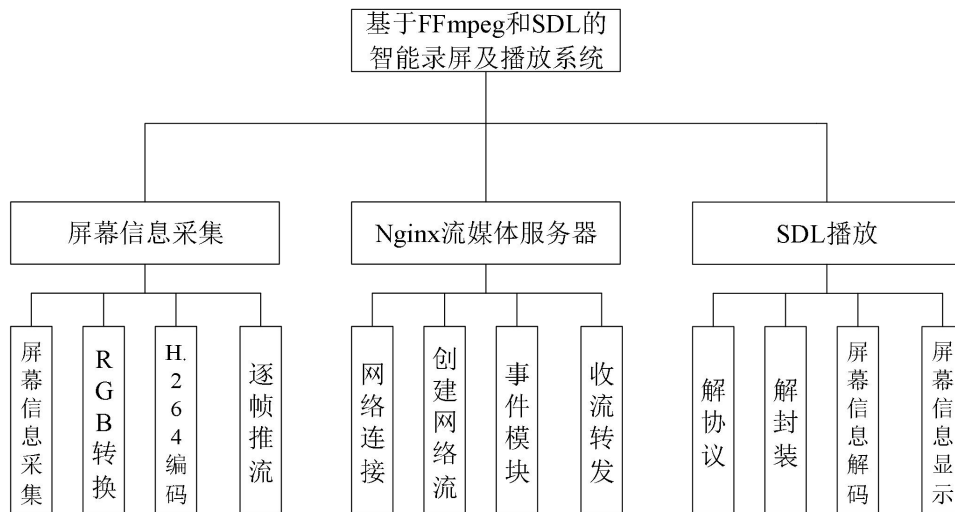 基于FFmpeg和SDL的
智能录屏及播放系统
屏幕信息采集
Nginx流媒体服务器
SDL播放
屏幕信息采集
RGB转换
H.264编码
逐帧推流
网络连接
创建网络流
事件模块
收流转发
解协议
解封装
屏幕信息解码
屏幕信息显示